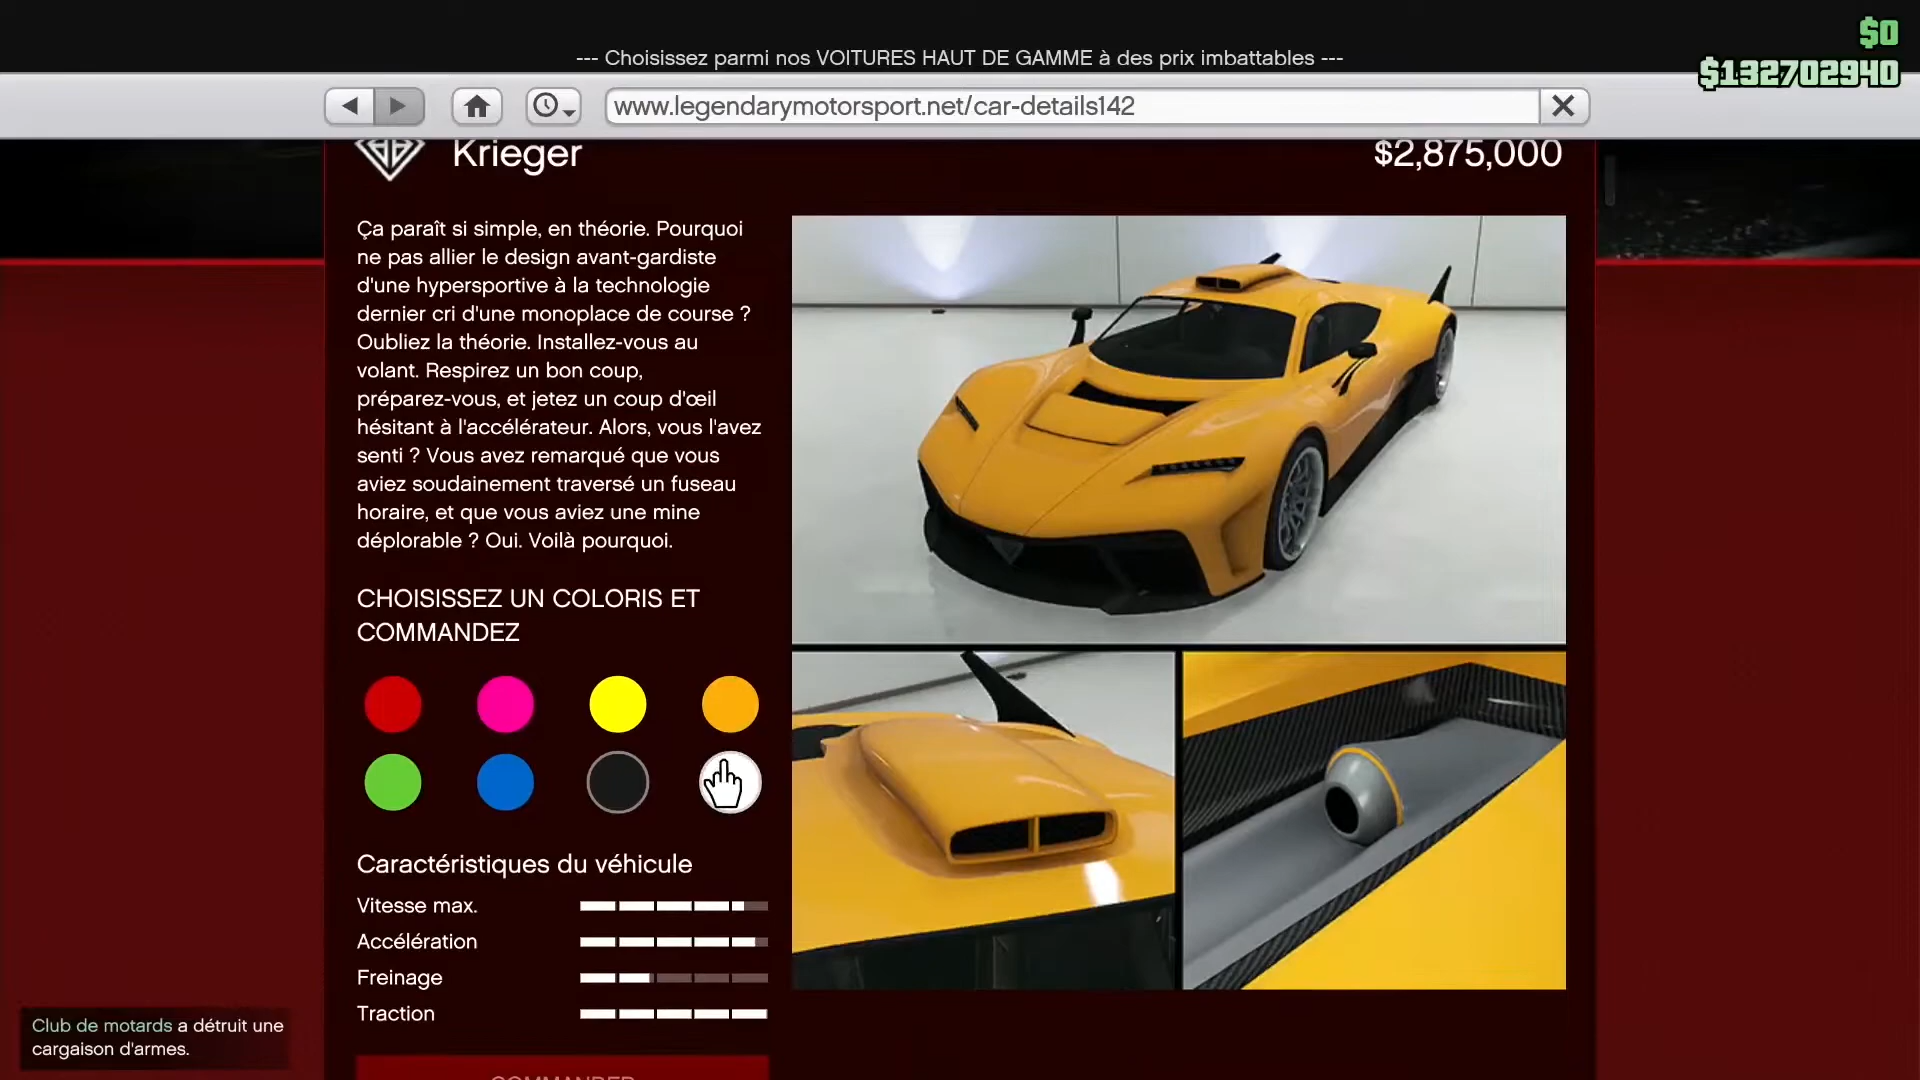 $0
--- Choisissez parmi nos VOITURES HAUT DE GAMME à des prix imbattables ---
$132702940
www.legendarymotorsport.net/car-details142
Krieger
$2,875,000
Ça paraît si simple, en théorie. Pourquoi
ne pas allier le design avant-gardiste
d'une hypersportive à la technologie
dernier cri d'une monoplace de course ?
Oubliez la théorie. Installez-vous au
volant. Respirez un bon coup,
préparez-vous, et jetez un coup d'œil
hésitant à l'accélérateur. Alors, vous l'avez
senti ? Vous avez remarqué que vous
aviez soudainement traversé un fuseau
horaire, et que vous aviez une mine
déplorable ? Oui. Voilà pourquoi.
CHOISISSEZ UN COLORIS ET
COMMANDEZ
Caractéristiques du véhicule
Vitesse max.
Accélération
Freinage
Traction
Club de motards a détruit une
cargaison d'armes.
COMMANDER